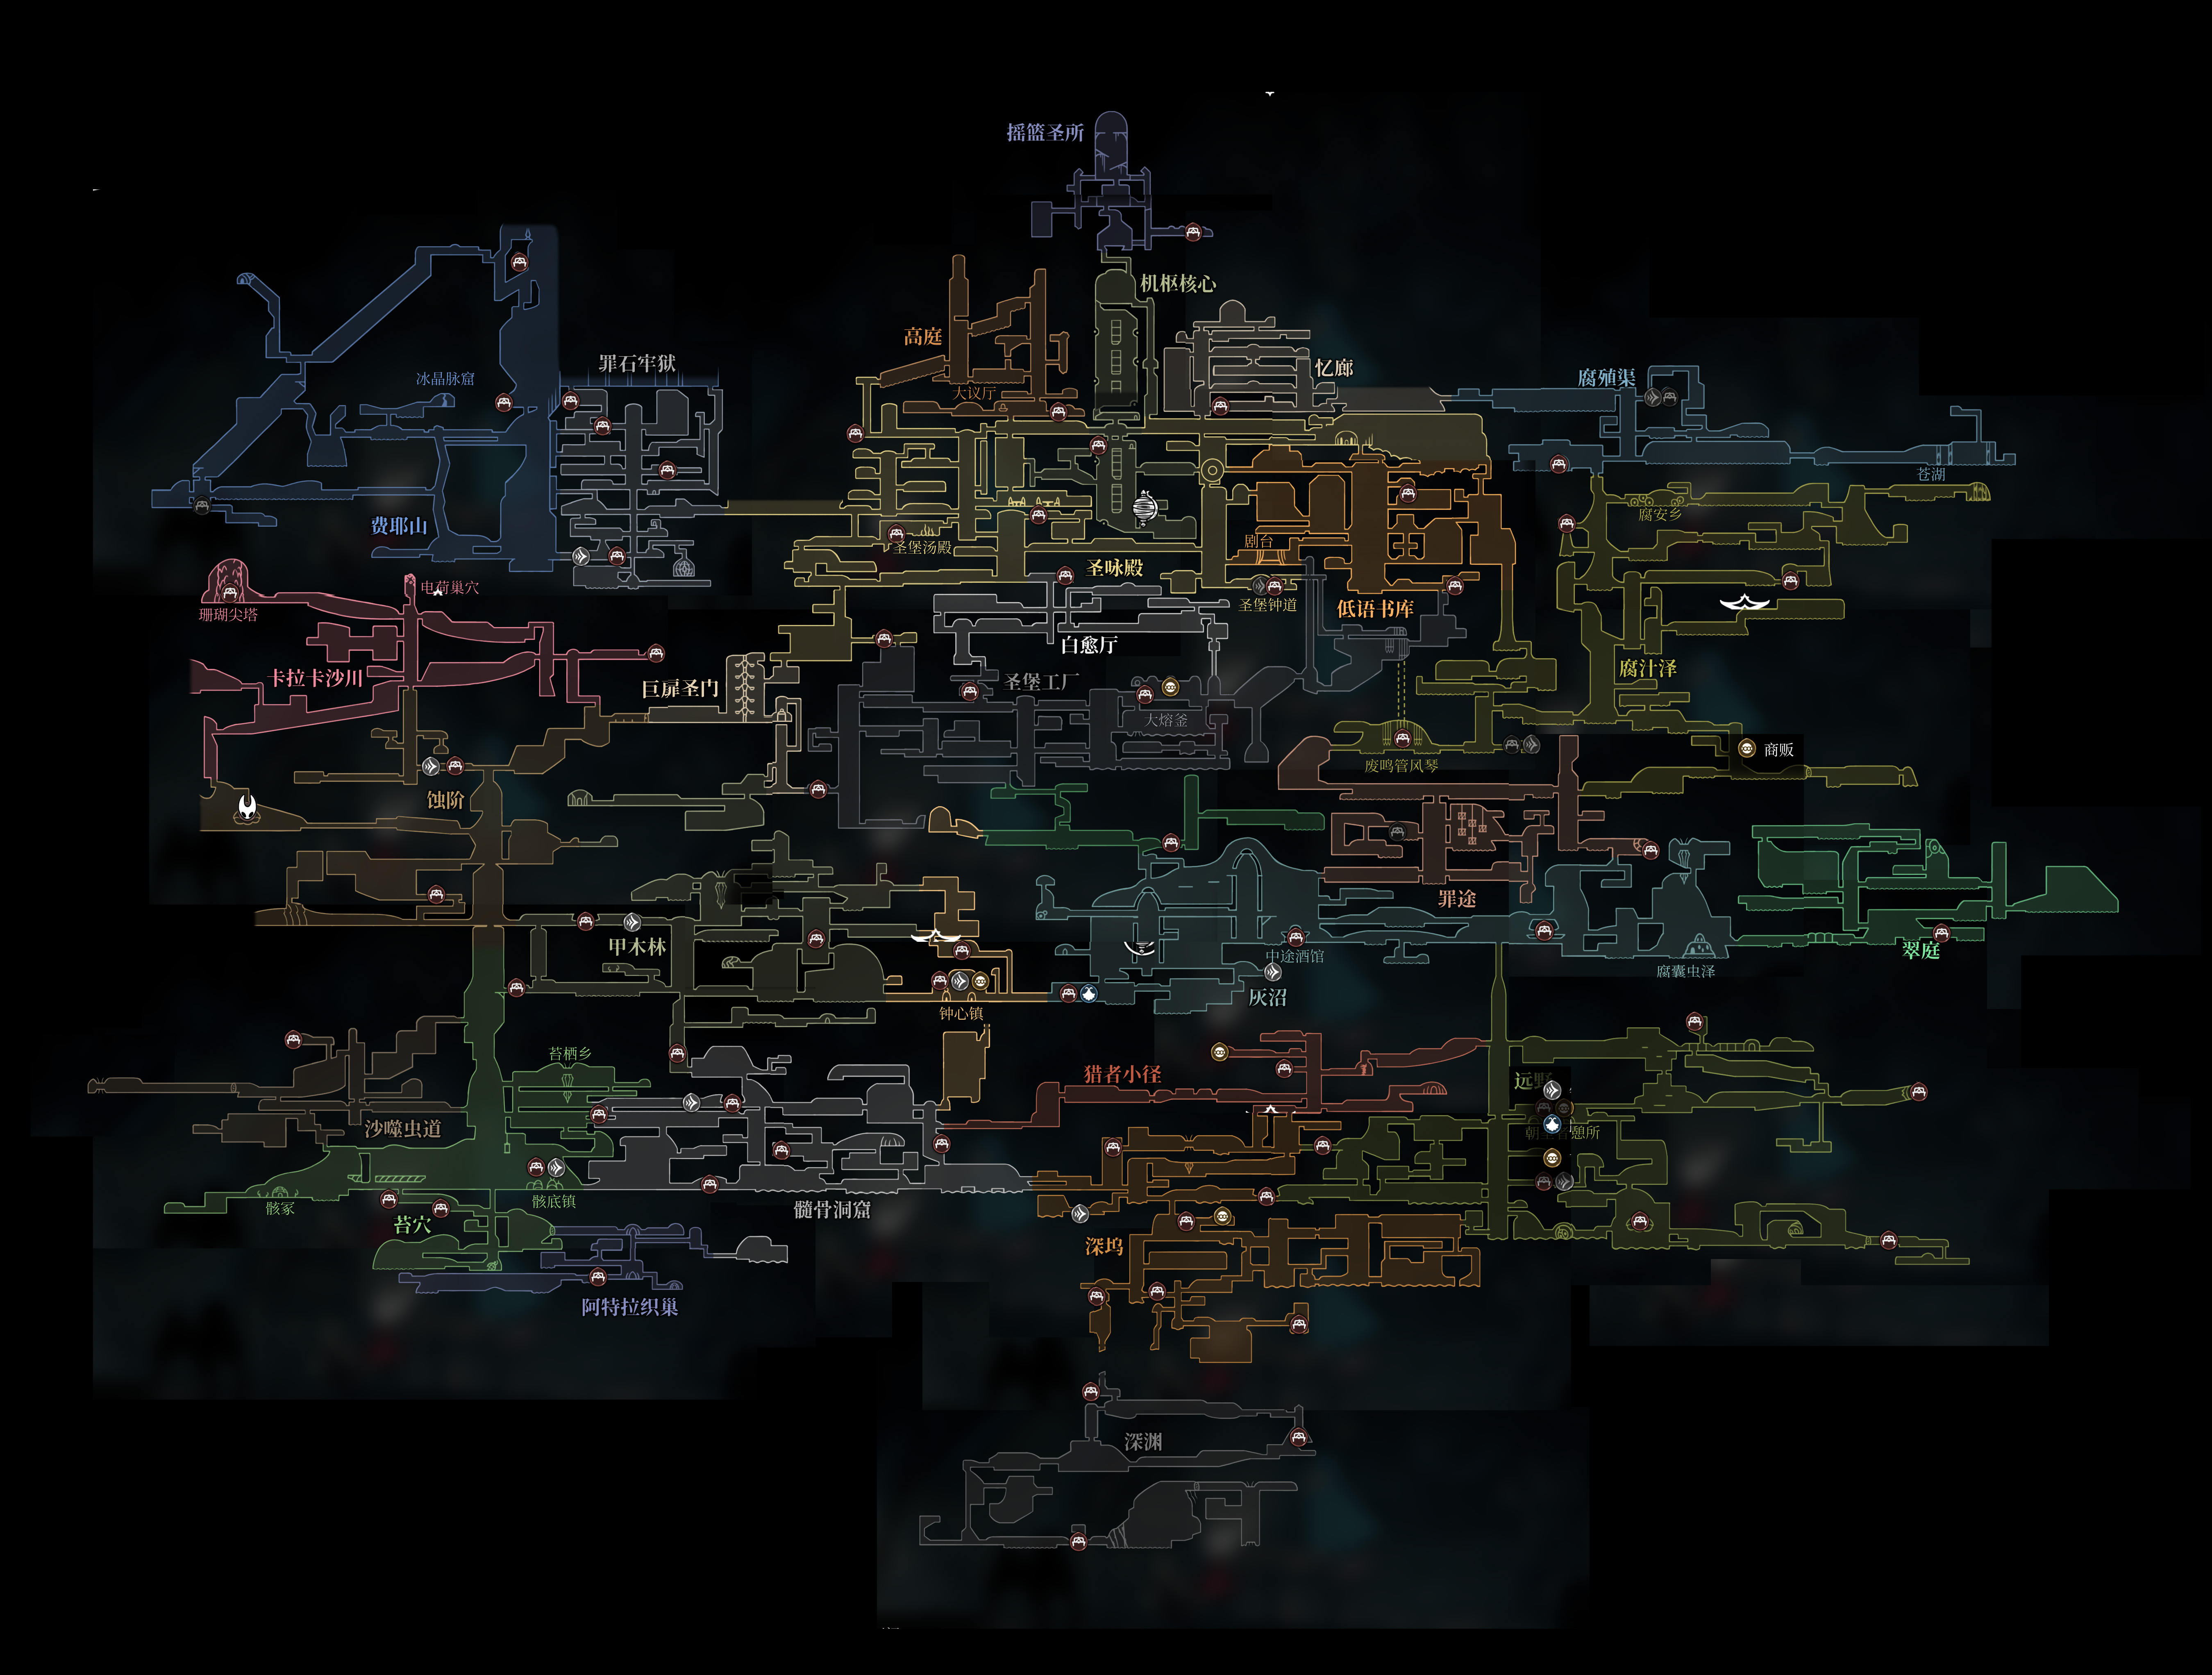 摇篮圣所
机枢核心
高庭
罪石牢狱
忆廊
冰晶脉窟
腐殖渠
大议厅
苍湖
腐安乡
费耶山
圣堡汤殿
剧台
圣咏殿
电荷巢穴
圣堡钟道
低语书库
珊瑚尖塔
白愈厅
腐汁泽
卡拉卡沙川
圣堡工厂
巨扉圣门
大熔釜
商贩
废鸣管风琴
蚀阶
罪途
甲木林
翠庭
中途酒馆
腐囊虫泽
灰沼
钟心镇
苔栖乡
猎者小径
远野
沙噬虫道
憩所
骸底镇
骸冢
髓骨洞窟
苔穴
深坞
阿特拉织巢
深渊